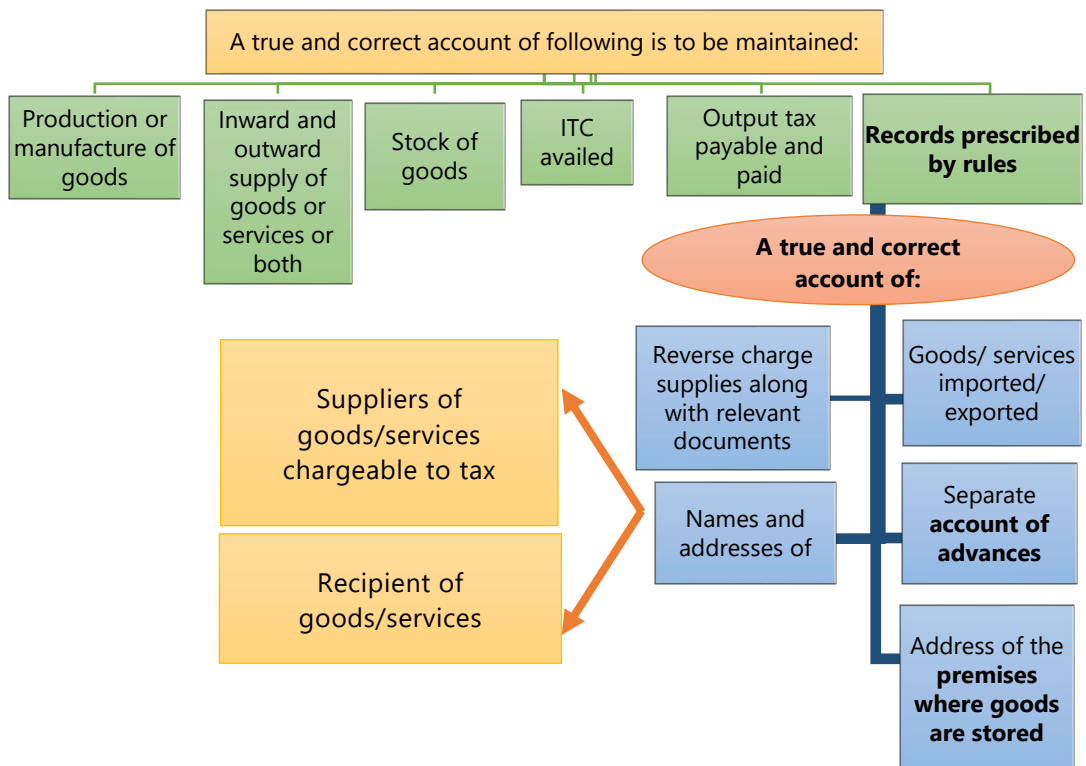 A true and correct account of following is to be maintained:
Production or
manufacture of
goods
Inward and
outward
supply of
goods or
services or
both
Stock of
goods
ITC
availed
Output tax
payable and
paid
Records prescribed
by rules
A true and correct
account of:
Reverse charge
supplies along
with relevant
documents
Goods/ services
imported/
exported
Suppliers of
goods/services
chargeable to tax
Names and
addresses of
Separate
account of
advances
Recipient of
goods/services
Address of the
premises
where goods
are stored